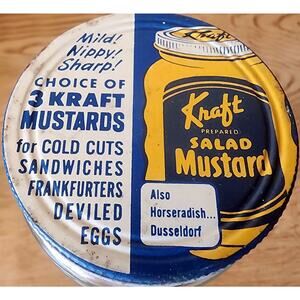 Mild!
Nippy!
Sharp!
CHOICE OF
3 KRAFT
MUSTARDS
for COLD CUTS
SANDWICHES
FRANKFURTERS
DEVILED
EGGS
Kraft
Kraft
PREPARED
SALAD
Mustard
Also
Horseradish...
Dusseldorf